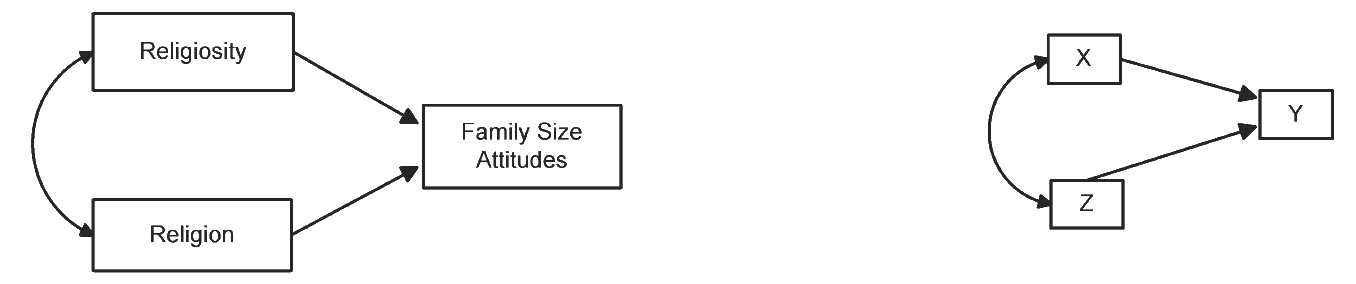 Religiosity
Family Size
Attitudes
Religion
X
Y
Z